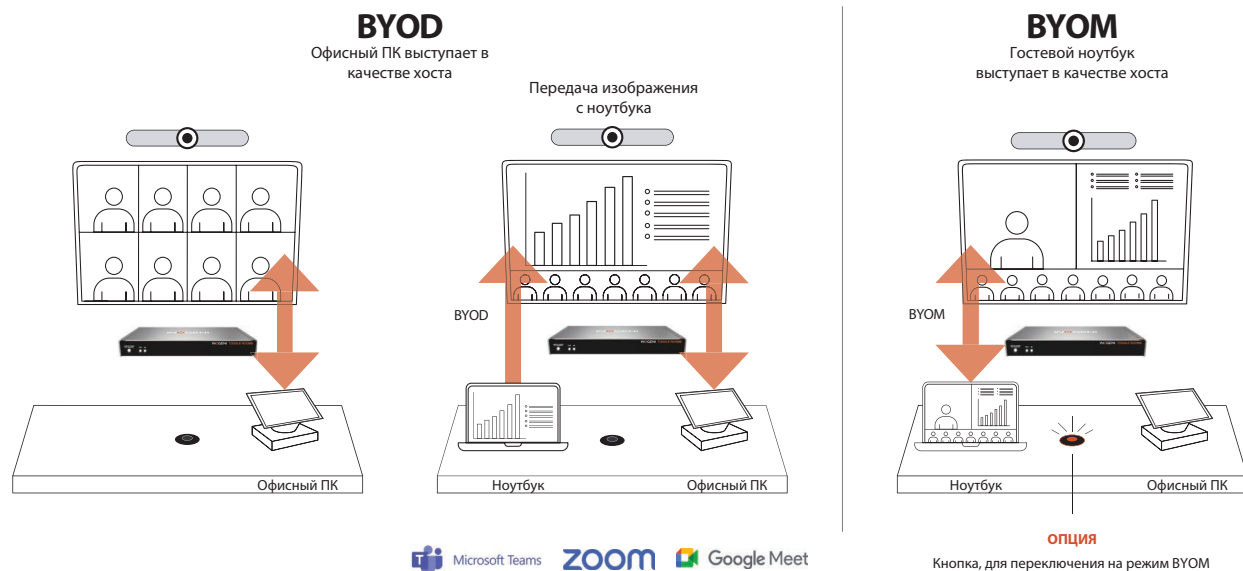 BYOD
Офисный ПК выступает в
качестве хоста
Передача изображения
с ноутбука
BYOD
Офисный ПК
Ноутбук
Офисный ПК
BYOM
Гостевой ноутбук
выступает в качестве хоста
BYOM
Ноутбук
Офисный ПК
ОПЦИЯ
Кнопка, для переключения на режим BYOM
Microsoft Teams
zoom
Google Meet